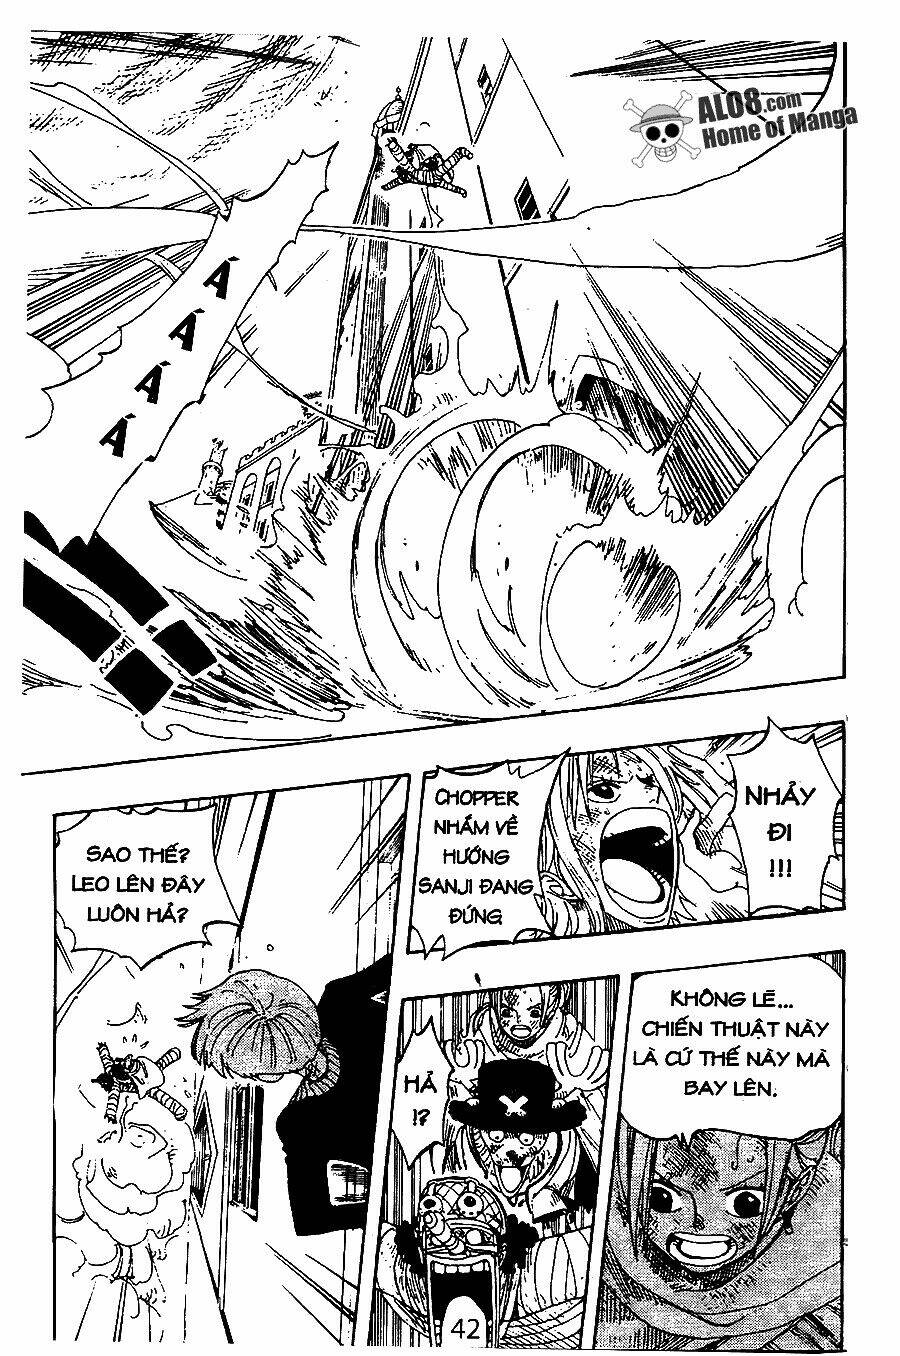 AL08.com
Home of Manga
Á
Á
Á
Á
NHẢY
ĐI
!!!
CHOPPER
NHẮM VỀ
HƯỚNG
SANJI ĐANG
ĐỨNG
KHÔNG LẼ...
CHIẾN THUẬT NÀY
LÀ CỨ THẾ NÀY MÀ
BAY LÊN.
HẢ
!?
SAO THẾ?
LEO LÊN ĐÂY
LUÔN HẢ?
42